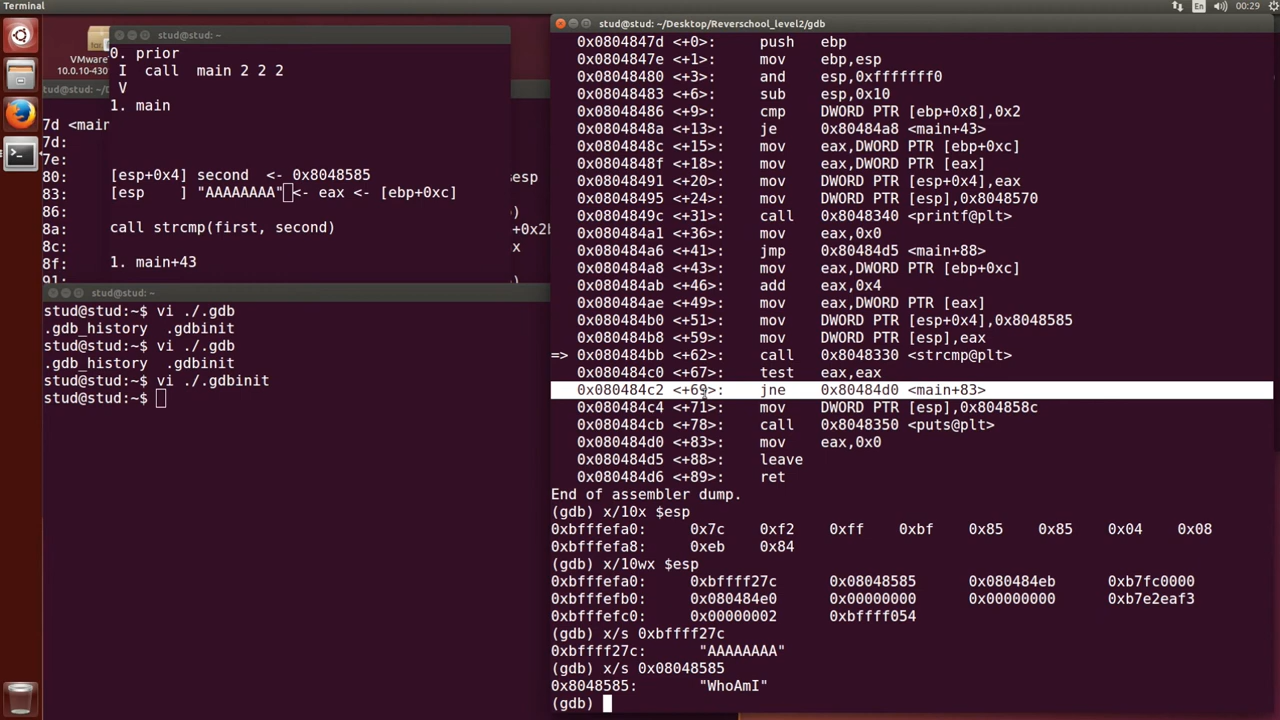 Terminal
En
00:29
VMware
10.0.10-430
stud@stud: ~
0. prior
I call main 2 2 2
V
1. main
[esp+0x4] second <- 0x8048585
[esp ] "AAAAAAAA" <- eax <- [ebp+0xc]
call strcmp(first, second)
1. main+43
7d <main
7d:
7e:
80:
83:
86:
8a:
8c:
8f:
91:
stud@stud: ~
stud@stud:~$ vi ./.gdb
.gdb_history .gdbinit
stud@stud:~$ vi ./.gdb
.gdb_history .gdbinit
stud@stud:~$ vi ./.gdbinit
stud@stud:~$
stud@stud: ~/Desktop/Reverschool_level2/gdb
0x0804847d <+0>: push ebp
0x0804847e <+1>: mov ebp,esp
0x08048480 <+3>: and esp,0xfffffff0
0x08048483 <+6>: sub esp,0x10
0x08048486 <+9>: cmp DWORD PTR [ebp+0x8],0x2
0x0804848a <+13>: je 0x80484a8 <main+43>
0x0804848c <+15>: mov eax,DWORD PTR [ebp+0xc]
0x0804848f <+18>: mov eax,DWORD PTR [eax]
0x08048491 <+20>: mov DWORD PTR [esp+0x4],eax
0x08048495 <+24>: mov DWORD PTR [esp],0x8048570
0x0804849c <+31>: call 0x8048340 <printf@plt>
0x080484a1 <+36>: mov eax,0x0
0x080484a6 <+41>: jmp 0x80484d5 <main+88>
0x080484a8 <+43>: mov eax,DWORD PTR [ebp+0xc]
0x080484ab <+46>: add eax,0x4
0x080484ae <+49>: mov eax,DWORD PTR [eax]
0x080484b0 <+51>: mov DWORD PTR [esp+0x4],0x8048585
0x080484b8 <+59>: mov DWORD PTR [esp],eax
=> 0x080484bb <+62>: call 0x8048330 <strcmp@plt>
0x080484c0 <+67>: test eax,eax
0x080484c2 <+69>: jne 0x80484d0 <main+83>
0x080484c4 <+71>: mov DWORD PTR [esp],0x804858c
0x080484cb <+78>: call 0x8048350 <puts@plt>
0x080484d0 <+83>: mov eax,0x0
0x080484d5 <+88>: leave
0x080484d6 <+89>: ret
End of assembler dump.
(gdb) x/10x $esp
0xbfffefa0: 0x7c 0xf2 0xff 0xbf 0x85 0x85 0x04 0x08
0xbfffefa8: 0xeb 0x84
(gdb) x/10wx $esp
0xbfffefa0: 0xbffff27c 0x08048585 0x080484eb 0xb7fc0000
0xbfffefb0: 0x080484e0 0x00000000 0x00000000 0xb7e2eaf3
0xbfffefc0: 0x00000002 0xbffff054
(gdb) x/s 0xbffff27c
0xbffff27c: "AAAAAAAA"
(gdb) x/s 0x08048585
0x8048585: "WhoAmI"
(gdb)